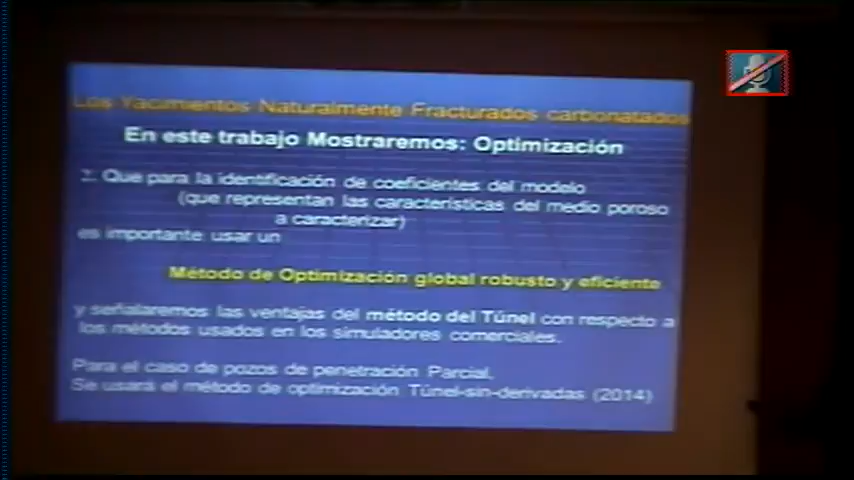 Los Yacimientos Naturalmente Fracturados carbonatados
En este trabajo Mostraremos: Optimización
2. Que para la identificación de coeficientes del modelo
(que representan las características del medio poroso
a caracterizar)
es importante usar un
Método de Optimización global robusto y eficiente
y señalaremos las ventajas del método del Túnel con respecto a
los métodos usados en los simuladores comerciales.
Para el caso de pozos de penetración Parcial,
Se usará el método de optimización Túnel-sin-derivadas (2014)